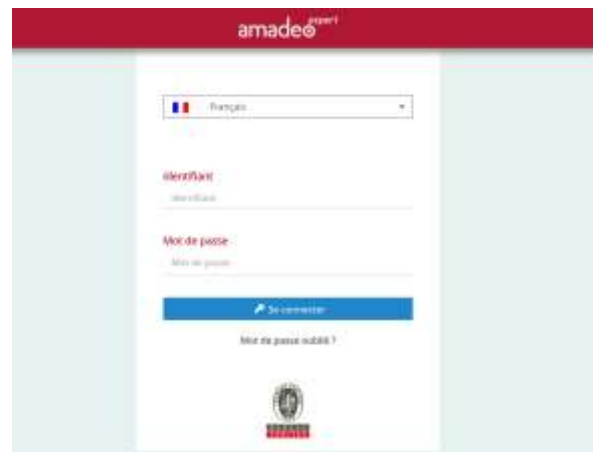 amadeo expert
Français
Identifiant
Identifiant
Mot de passe
Mot de passe
Se connecter
Mot de passe oublié ?